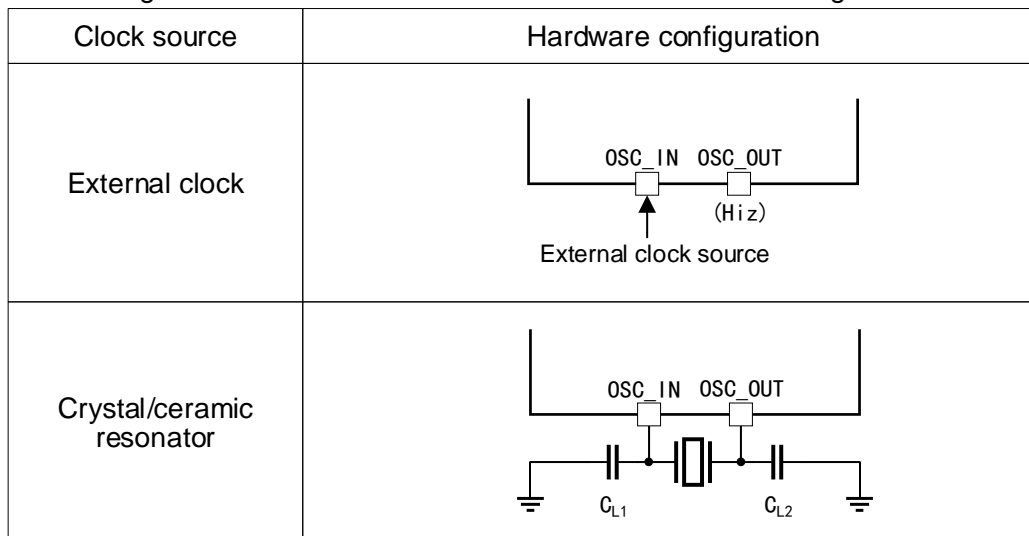 Clock source
Hardware configuration
External clock
OSC_IN OSC_OUT
(Hiz)
External clock source
Crystal/ceramic
resonator
OSC_IN OSC_OUT
CL1
CL2